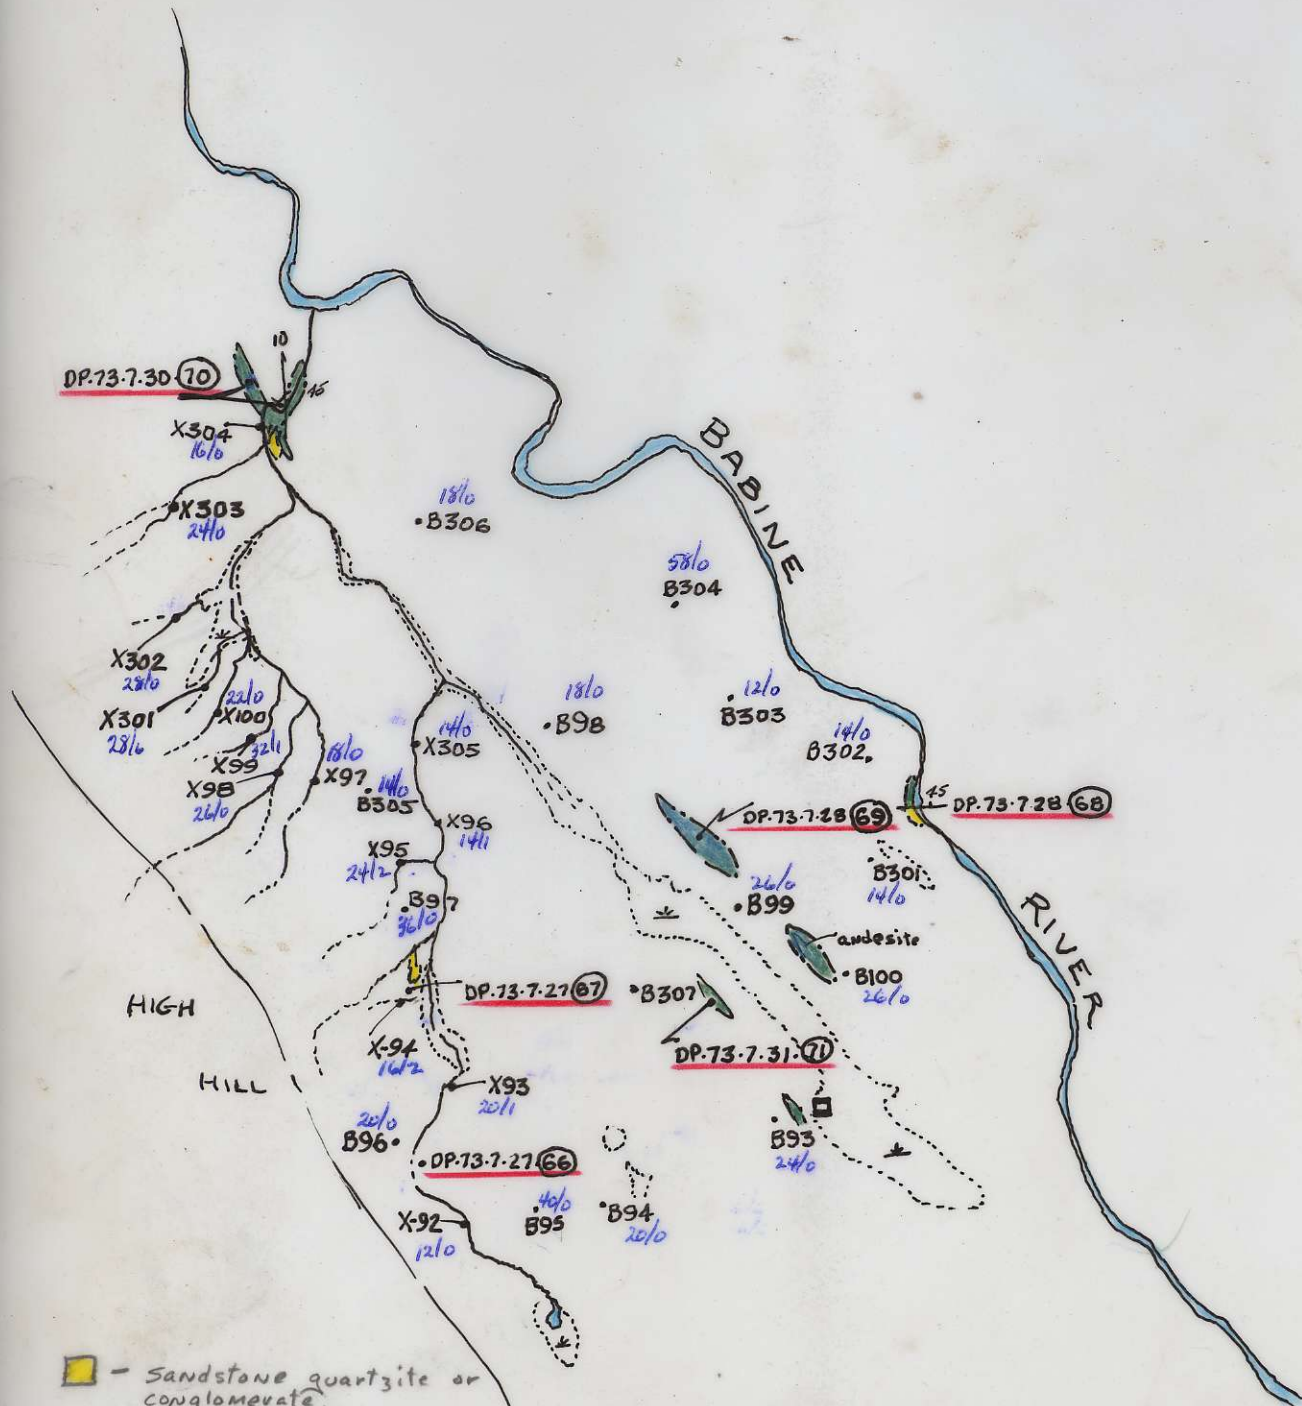 10
DP.73.7.30.70
45
X304
16/0
X303
24/0
18/0
B306
BABINE
58/0
B304
X302
28/0
X301
22/0
X100
X99
32/1
X98
26/0
18/0
X97
14/0
B305
14/0
X305
18/0
B98
12/0
B303
14/0
B302
X96
14/1
X95
24/2
B97
36/0
DP.73.7.28 69
45
DP.73.7.28 68
B301
14/0
26/0
B99
andesite
B100
26/0
RIVER
DP.73.7.27 67
B307
DP.73.7.31.71
HIGH
HILL
X-94
16/2
X93
20/1
20/0
B96
B93
24/0
DP.73.7.27.66
X-92
12/0
40/0
B95
B94
20/0
- Sandstone quartzite or
conglomerate